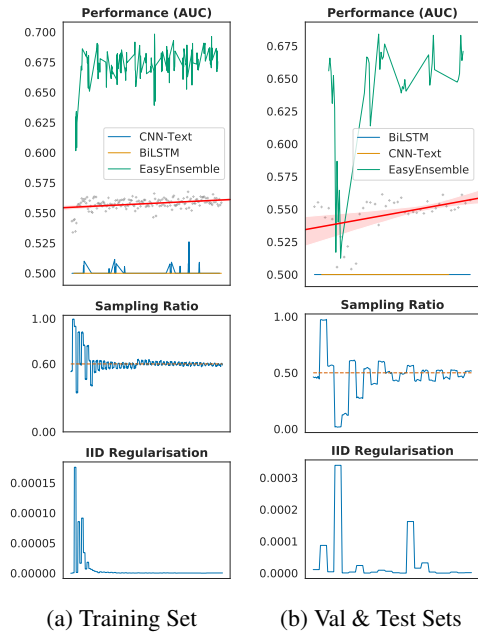 Performance (AUC)
0.700
0.675
0.650
0.625
0.600
0.575
0.550
0.525
0.500
CNN-Text
BiLSTM
EasyEnsemble
Sampling Ratio
1.00
0.60
0.00
IID Regularisation
0.00015
0.00010
0.00005
0.00000
(a) Training Set
Performance (AUC)
0.675
0.650
0.625
0.600
0.575
0.550
0.525
0.500
BiLSTM
CNN-Text
EasyEnsemble
Sampling Ratio
1.00
0.50
0.00
IID Regularisation
0.0003
0.0002
0.0001
0.0000
(b) Val & Test Sets